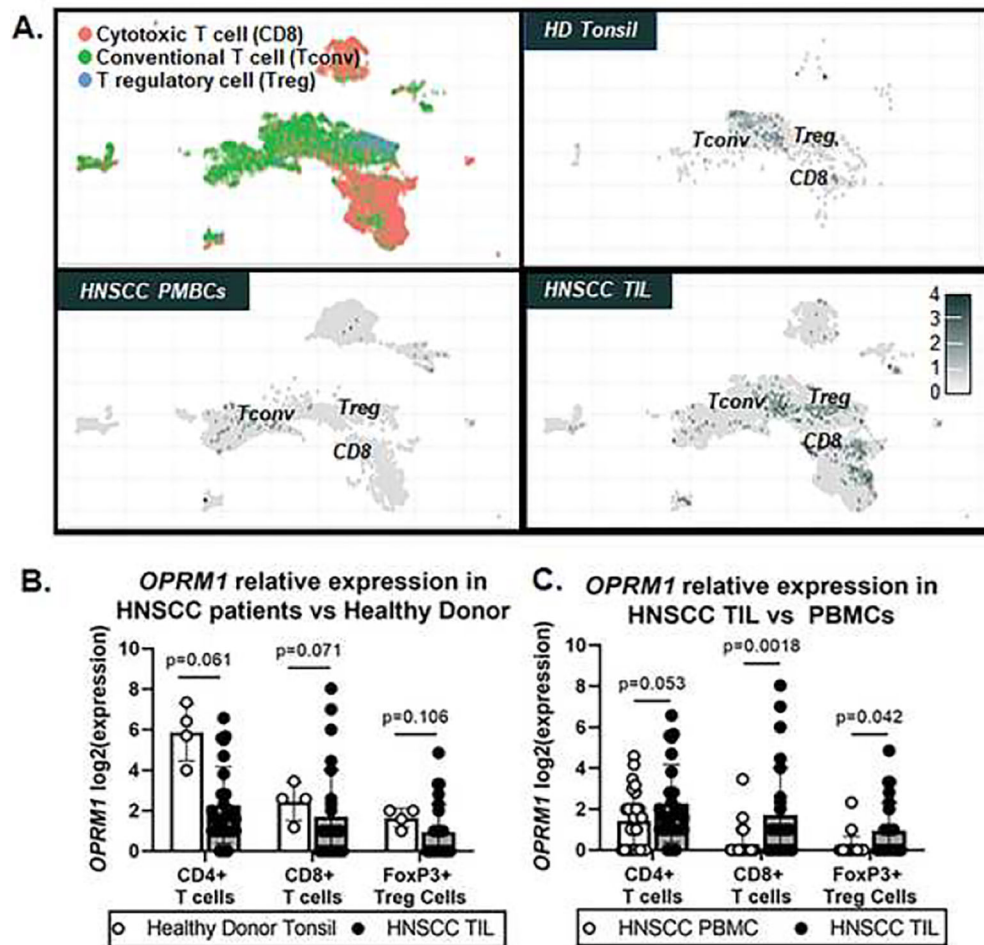 A.
Cytotoxic T cell (CD8)
Conventional T cell (Tconv)
T regulatory cell (Treg)
HD Tonsil
Tconv
Treg
CD8
HNSCC PMBCs
Tconv
Treg
CD8
HNSCC TIL
4
3
2
1
0
Tconv
Treg
CD8
B.
OPRM1 relative expression in
HNSCC patients vs Healthy Donor
OPRM1 log2(expression)
10
8
6
4
2
0
p=0.061
p=0.071
p=0.106
CD4+
T cells
CD8+
T cells
FoxP3+
Treg Cells
Healthy Donor Tonsil
HNSCC TIL
C.
OPRM1 relative expression in
HNSCC TIL vs PBMCs
OPRM1 log2(expression)
10
8
6
4
2
0
p=0.053
p=0.0018
p=0.042
CD4+
T cells
CD8+
T cells
FoxP3+
Treg Cells
HNSCC PBMC
HNSCC TIL